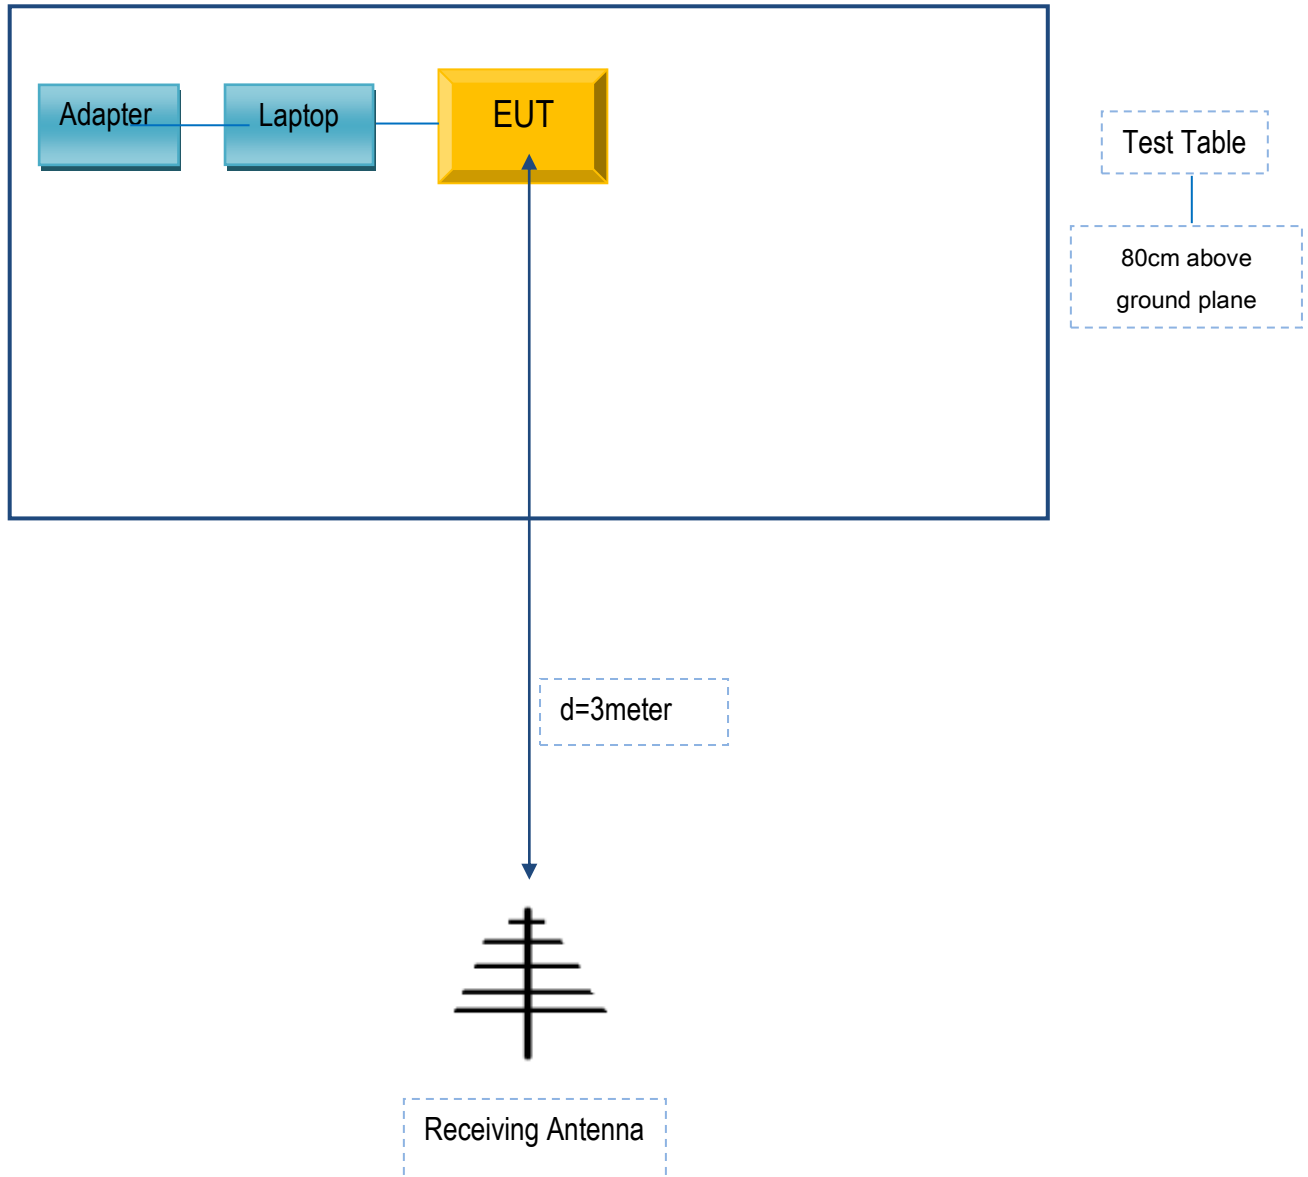 Adapter
Laptop
EUT
Test Table
80cm above
ground plane
d=3meter
Receiving Antenna